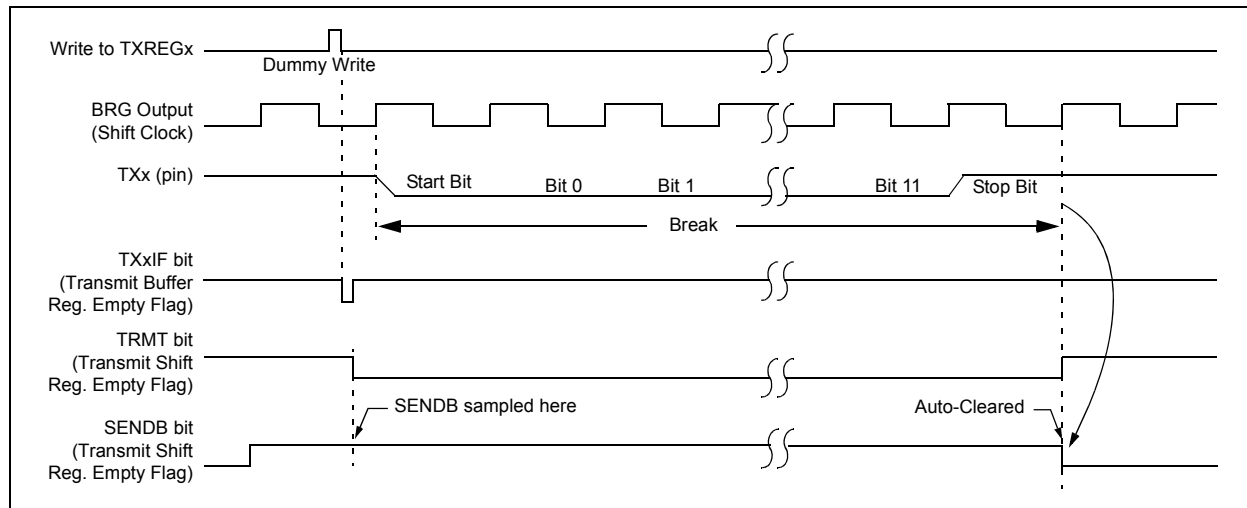 Write to TXREGx
Dummy Write
BRG Output
(Shift Clock)
TXx (pin)
Start Bit
Bit 0
Bit 1
Bit 11
Stop Bit
Break
TXxIF bit
(Transmit Buffer
Reg. Empty Flag)
TRMT bit
(Transmit Shift
Reg. Empty Flag)
SENDB sampled here
Auto-Cleared
SENDB bit
(Transmit Shift
Reg. Empty Flag)